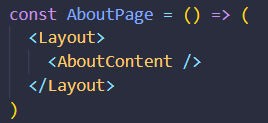 const AboutPage = () => (
  <Layout>
    <AboutContent />
  </Layout>
)